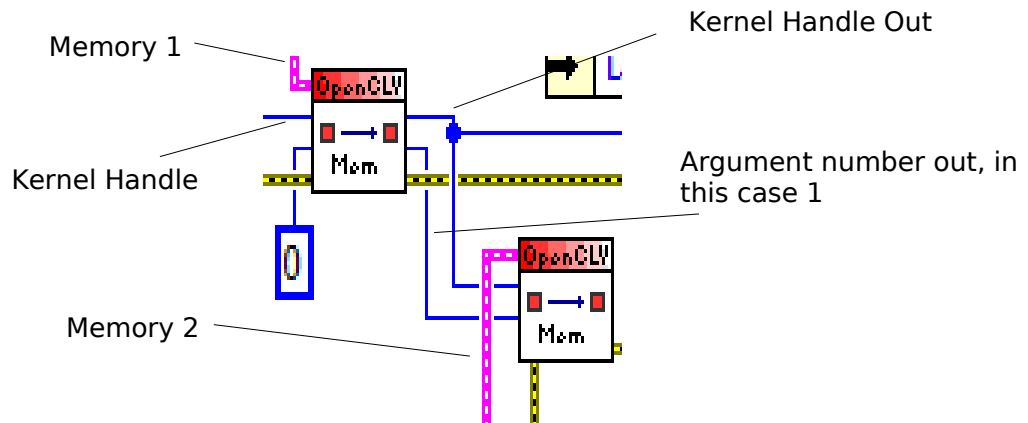 Kernel Handle Out
Memory 1
OpenCLV
Mem
Kernel Handle
Argument number out, in
this case 1
0
OpenCLV
Mem
Memory 2